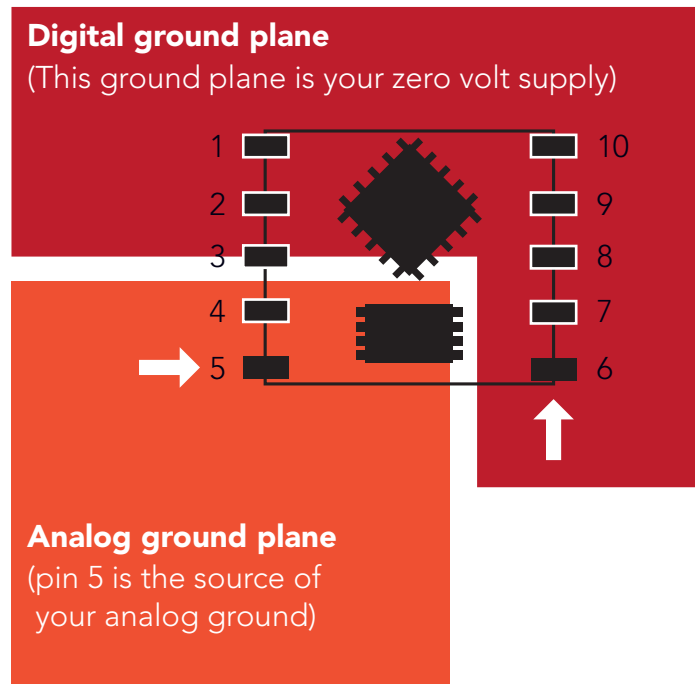 Digital ground plane
(This ground plane is your zero volt supply)
1 10
2 9
3 8
4 7
5 6
Analog ground plane
(pin 5 is the source of
your analog ground)